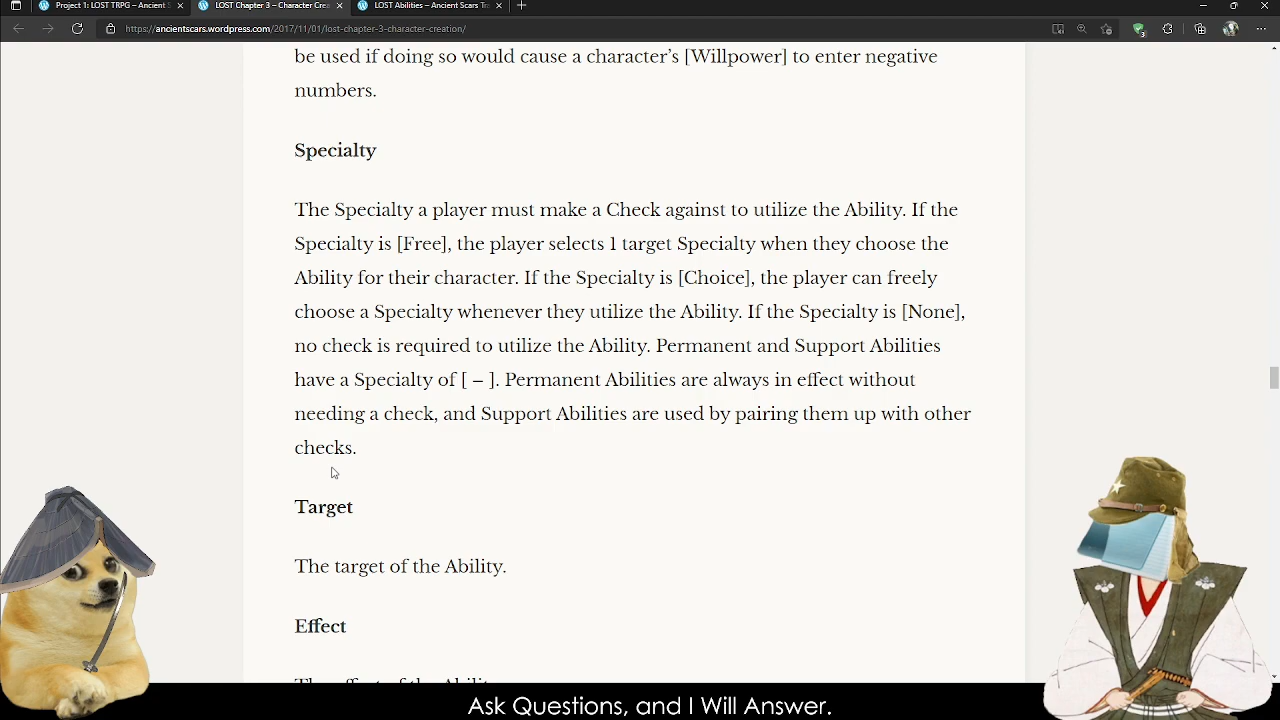 Project 1: LOST TRPG – Ancient S
LOST Chapter 3 – Character Crea
LOST Abilities – Ancient Scars Tra
https://ancientscars.wordpress.com/2017/11/01/lost-chapter-3-character-creation/
be used if doing so would cause a character's [Willpower] to enter negative
numbers.
Specialty
The Specialty a player must make a Check against to utilize the Ability. If the
Specialty is [Free], the player selects 1 target Specialty when they choose the
Ability for their character. If the Specialty is [Choice], the player can freely
choose a Specialty whenever they utilize the Ability. If the Specialty is [None],
no check is required to utilize the Ability. Permanent and Support Abilities
have a Specialty of [ – ]. Permanent Abilities are always in effect without
needing a check, and Support Abilities are used by pairing them up with other
checks.
Target
The target of the Ability.
Effect
The effect of the Ability
Ask Questions, and I Will Answer.